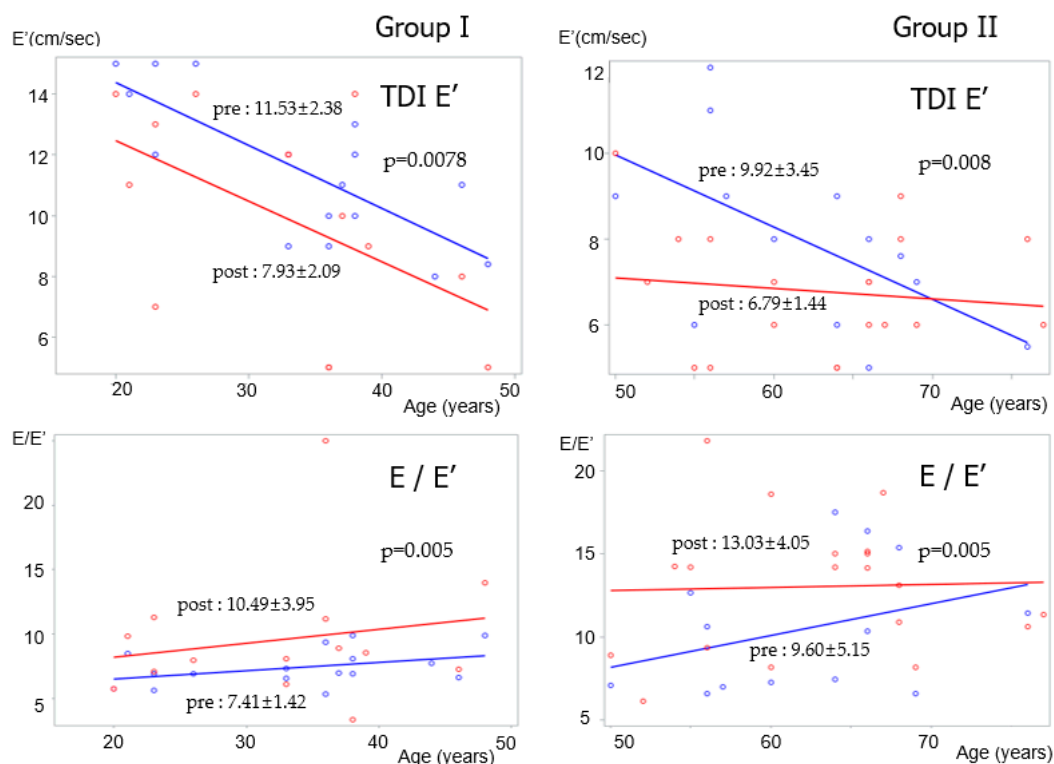 Group I
Group II
E'(cm/sec)
E'(cm/sec)
TDI E'
TDI E'
pre : 11.53±2.38
pre : 9.92±3.45
p=0.0078
p=0.008
post : 7.93±2.09
post : 6.79±1.44
14
12
10
8
6
12
10
8
6
20
30
40
50
50
60
70
Age (years)
Age (years)
E/E'
E/E'
E / E'
E / E'
p=0.005
p=0.005
post : 10.49±3.95
post : 13.03±4.05
pre : 7.41±1.42
pre : 9.60±5.15
20
15
10
5
20
15
10
5
20
30
40
50
50
60
70
Age (years)
Age (years)